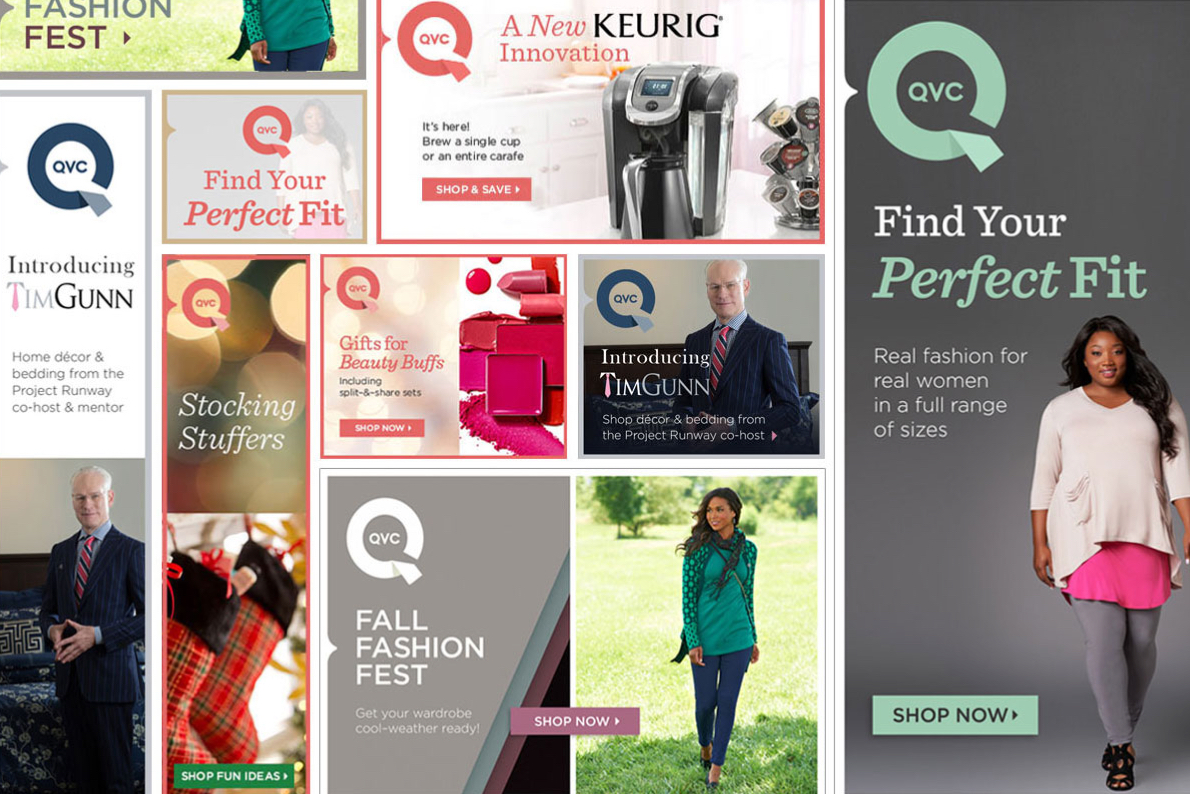 FASHION
FEST
QVC
A New KEURIG®
Innovation
It's here!
Brew a single cup
or an entire carafe
SHOP & SAVE
QVC
Introducing
TIMGUNN
Home décor &
bedding from the
Project Runway
co-host & mentor
QVC
Find Your
Perfect Fit
QVC
Stocking
Stuffers
SHOP FUN IDEAS
QVC
Gifts for
Beauty Buffs
Including
split-&-share sets
SHOP NOW
QVC
Introducing
TIMGUNN
Shop décor & bedding from
the Project Runway co-host
QVC
FALL
FASHION
FEST
Get your wardrobe
cool-weather ready!
SHOP NOW
QVC
Find Your
Perfect Fit
Real fashion for
real women
in a full range
of sizes
SHOP NOW